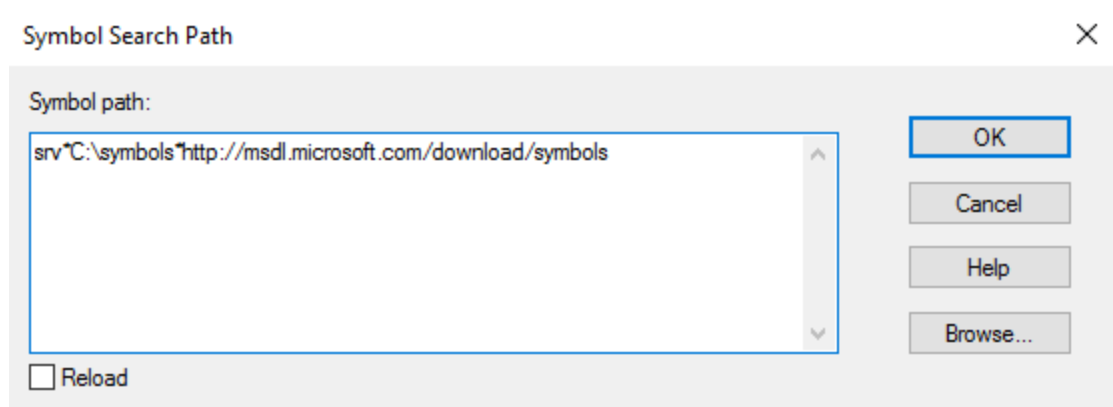 Symbol Search Path
Symbol path:
srv*C:\symbols*http://msdl.microsoft.com/download/symbols
OK
Cancel
Help
Browse...
Reload